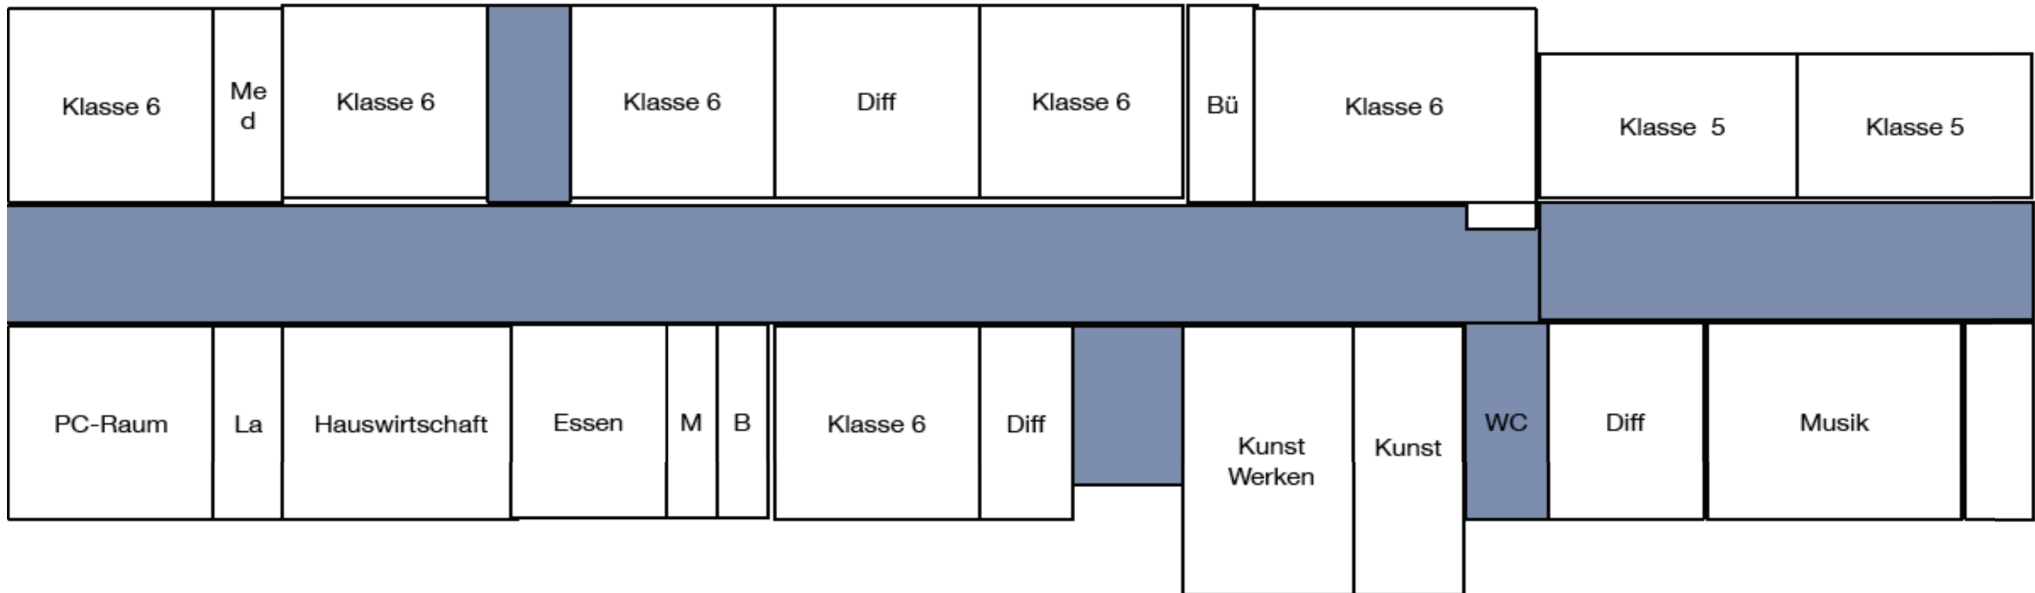 Klasse 6
Me
d
Klasse 6
Klasse 6
Diff
Klasse 6
Bü
Klasse 6
Klasse  5
Klasse 5
PC-Raum
La
Hauswirtschaft
Essen
M
B
Klasse 6
Diff
Kunst
Werken
Kunst
WC
Diff
Musik